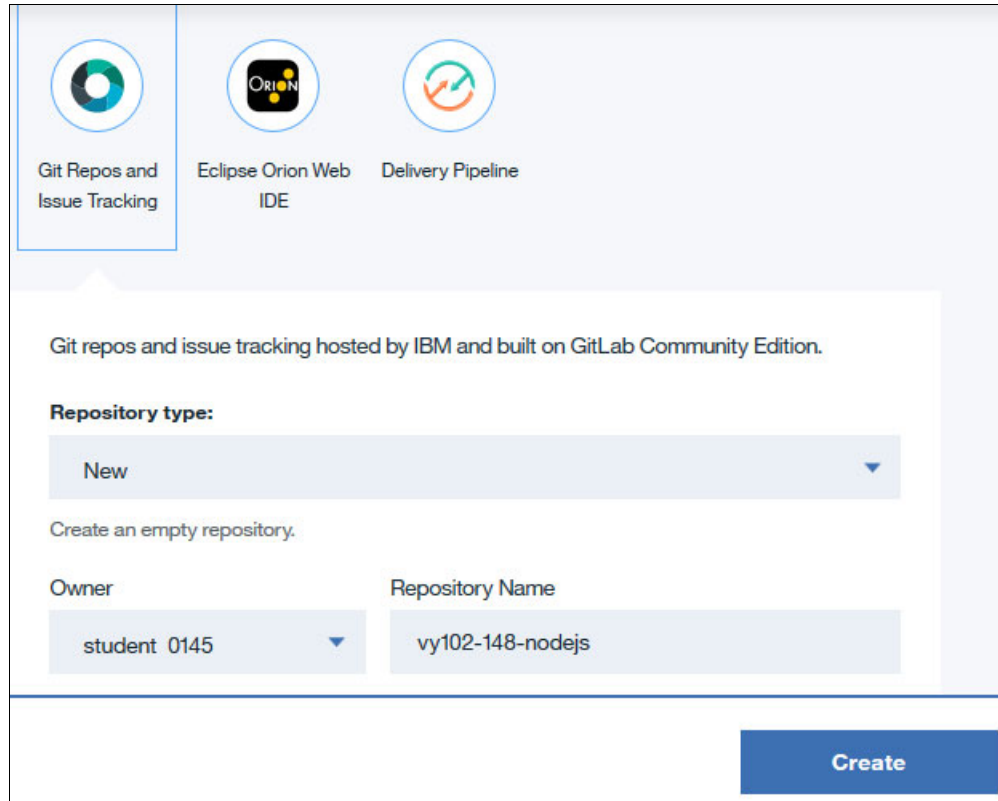 ORION
Git Repos and
Issue Tracking
Eclipse Orion Web
IDE
Delivery Pipeline
Git repos and issue tracking hosted by IBM and built on GitLab Community Edition.
Repository type:
New
Create an empty repository.
Owner
Repository Name
student 0145
vy102-148-nodejs
Create